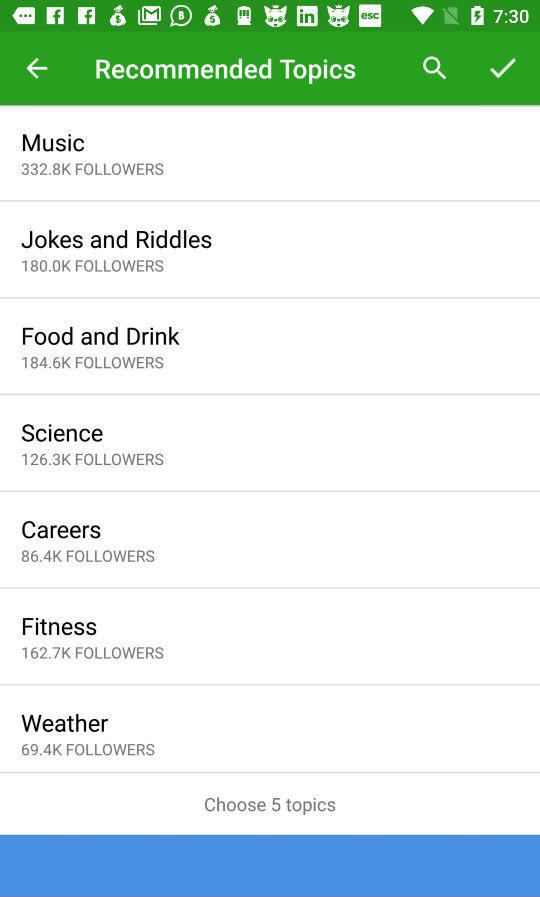 esc 7:30
Recommended Topics
Music
332.8K FOLLOWERS
Jokes and Riddles
180.0K FOLLOWERS
Food and Drink
184.6K FOLLOWERS
Science
126.3K FOLLOWERS
Careers
86.4K FOLLOWERS
Fitness
162.7K FOLLOWERS
Weather
69.4K FOLLOWERS
Choose 5 topics